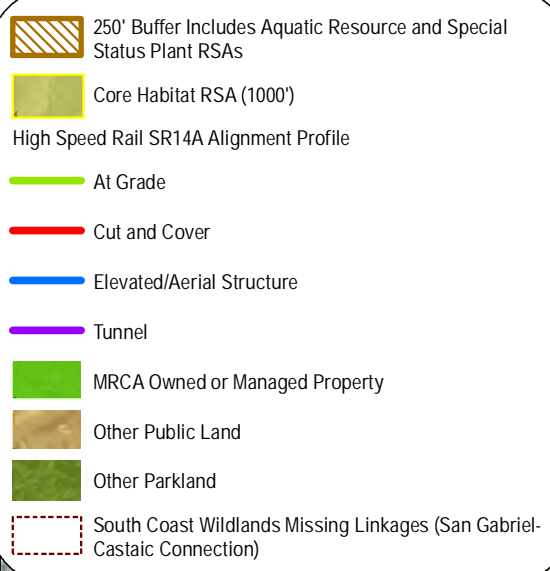 250' Buffer Includes Aquatic Resource and Special
Status Plant RSAs
Core Habitat RSA (1000')
High Speed Rail SR14A Alignment Profile
At Grade
Cut and Cover
Elevated/Aerial Structure
Tunnel
MRCA Owned or Managed Property
Other Public Land
Other Parkland
South Coast Wildlands Missing Linkages (San Gabriel-
Castaic Connection)